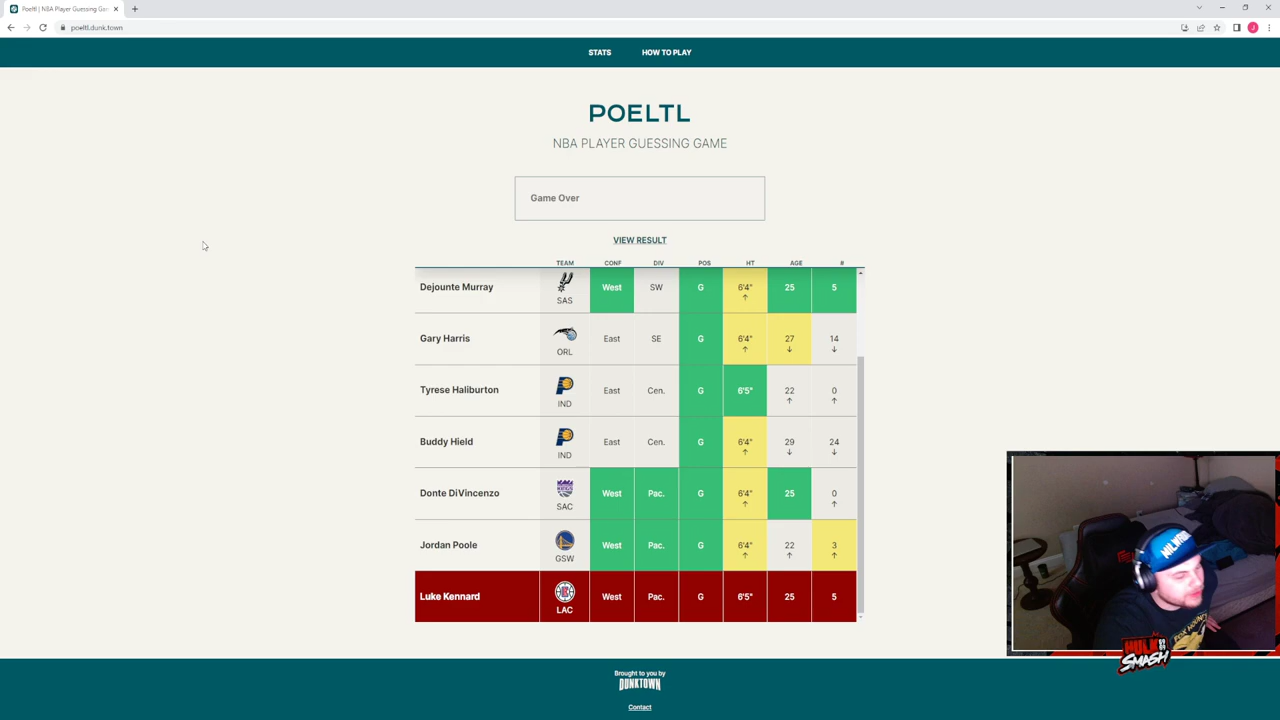 Poeltl | NBA Player Guessing Gam
poeltl.dunk.town
STATS HOW TO PLAY
POELTL
NBA PLAYER GUESSING GAME
Game Over
VIEW RESULT
TEAM CONF DIV POS HT AGE #
Dejounte Murray SAS West SW G 6'4" ↑ 25 5
Gary Harris ORL East SE G 6'4" ↑ 27 ↓ 14 ↓
Tyrese Haliburton IND East Cen. G 6'5" 22 ↑ 0 ↑
Buddy Hield IND East Cen. G 6'4" ↑ 29 ↓ 24 ↓
Donte DiVincenzo SAC West Pac. G 6'4" ↑ 25 0 ↑
Jordan Poole GSW West Pac. G 6'4" ↑ 22 ↑ 3 ↑
Luke Kennard LAC West Pac. G 6'5" 25 5
Brought to you by
DUNKTOWN
Contact
HULK
SMASH